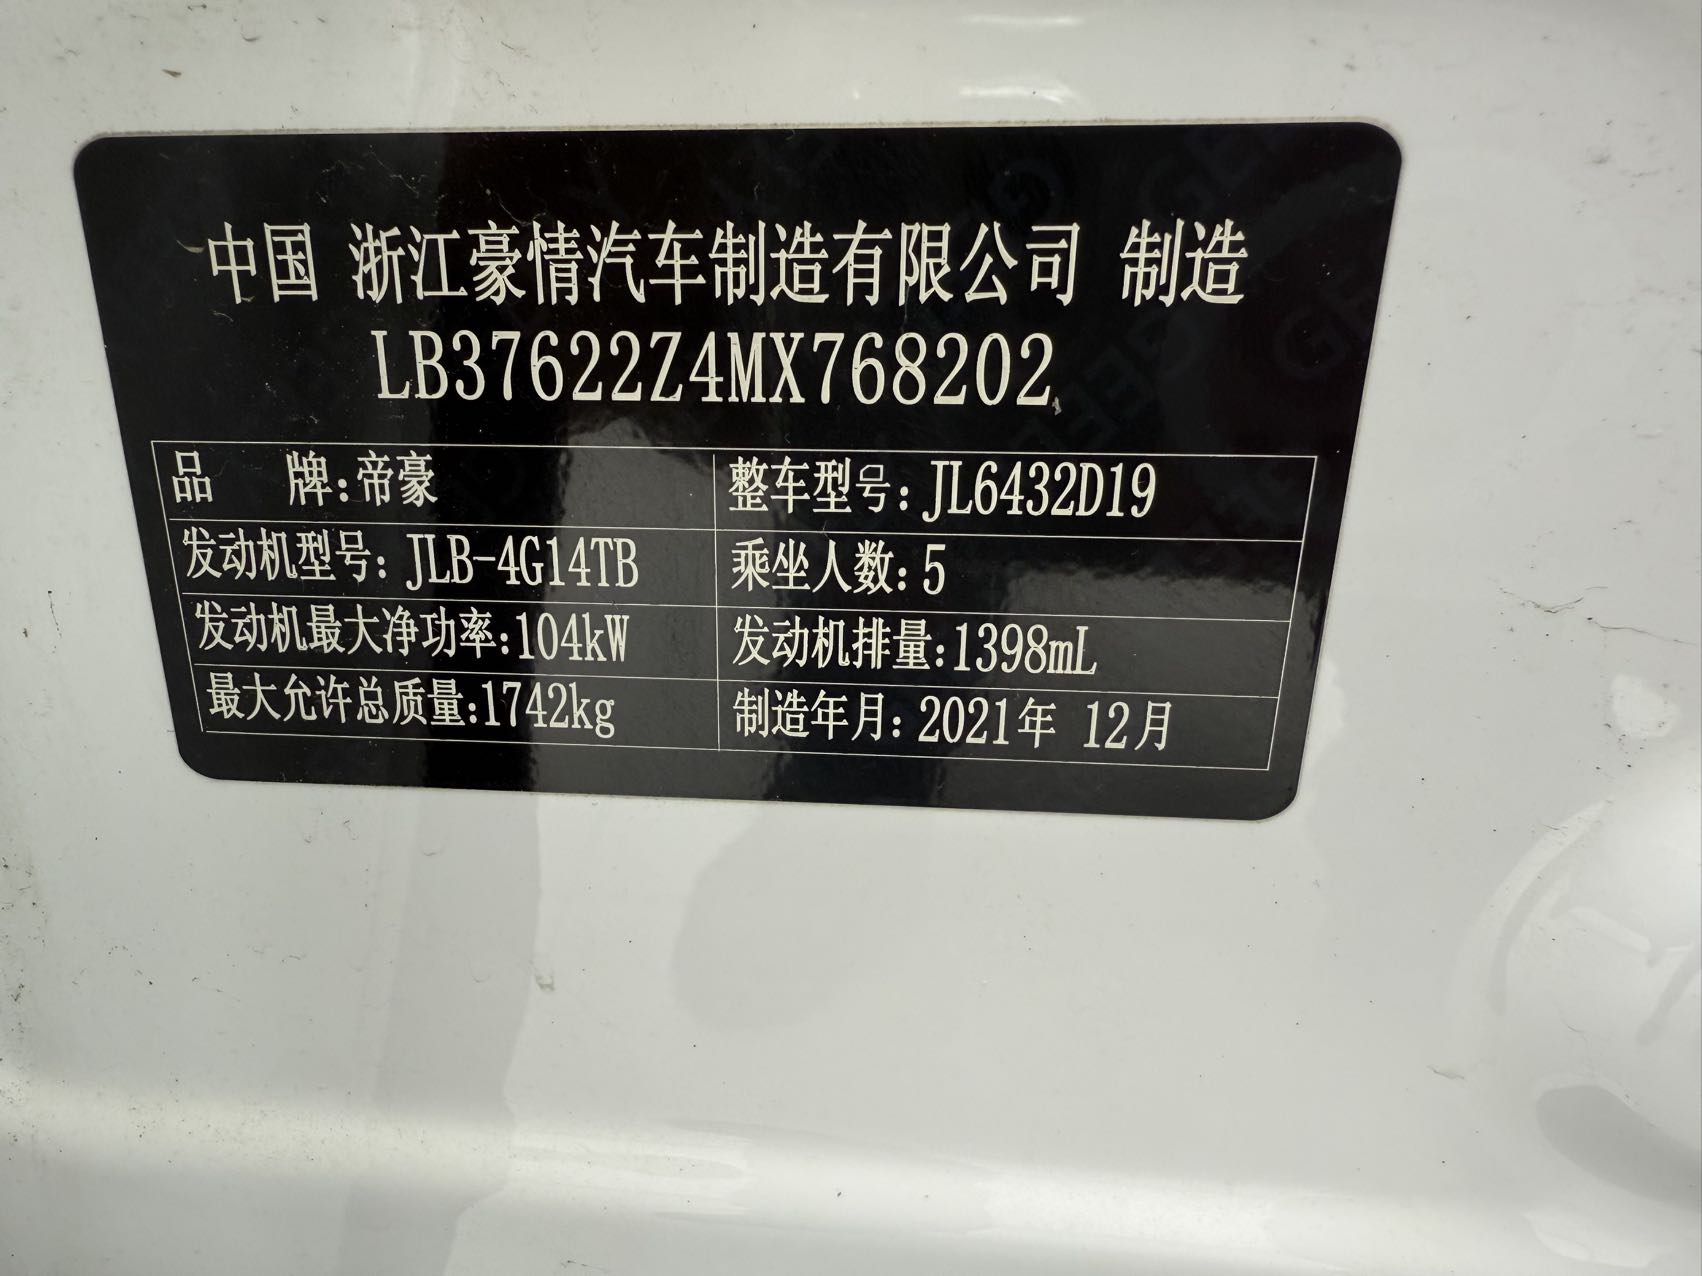 中国 浙江豪情汽车制造有限公司 制造
LB37622Z4MX768202
品 牌:帝豪 整车型号:JL6432D19
发动机型号:JLB-4G14TB 乘坐人数:5
发动机最大净功率:104kW 发动机排量:1398mL
最大允许总质量:1742kg 制造年月:2021年 12月